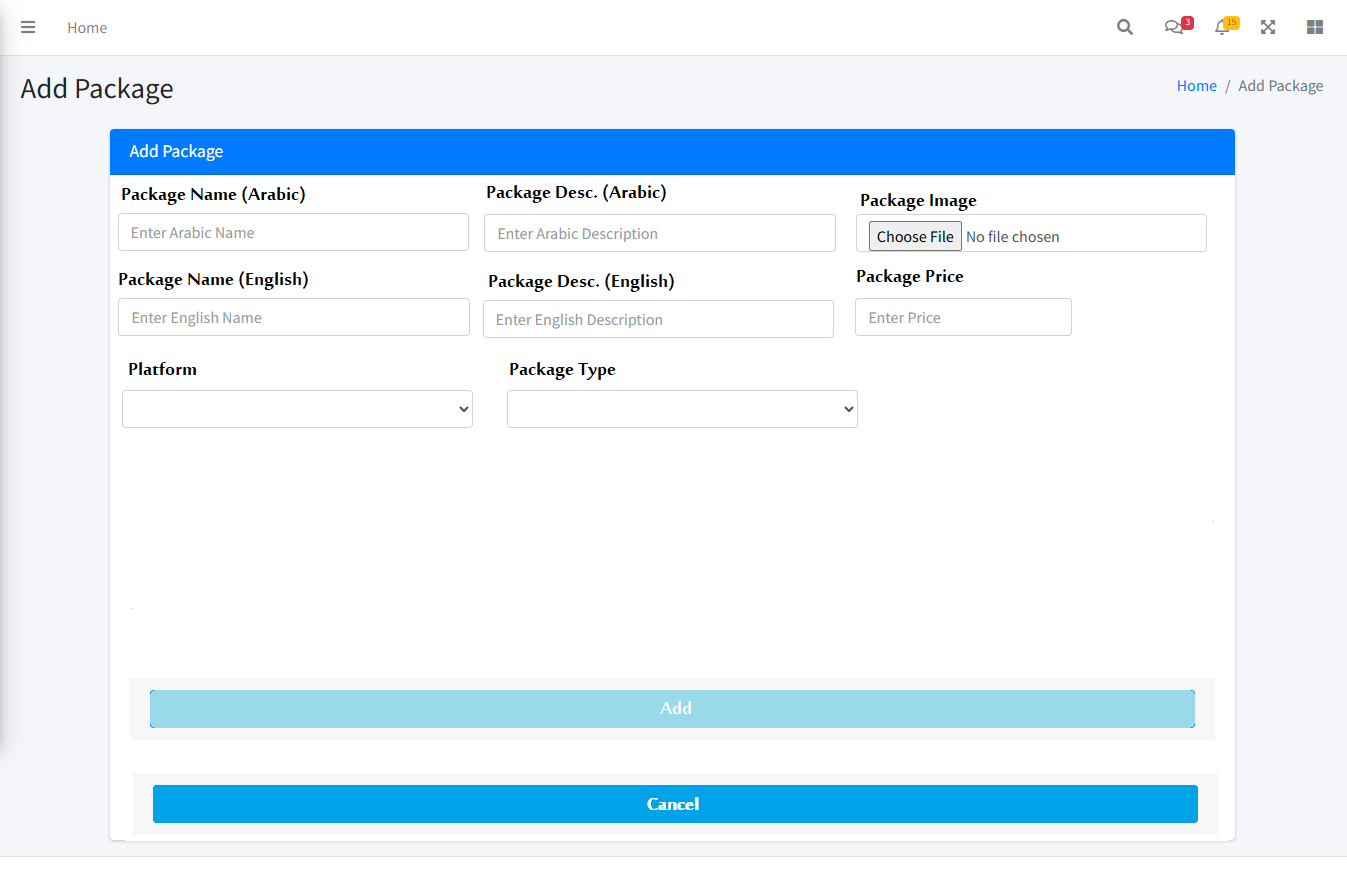 Home
3
15
Add Package
Home / Add Package
Add Package
Package Name (Arabic)
Package Desc. (Arabic)
Package Image
Enter Arabic Name
Enter Arabic Description
Choose File No file chosen
Package Name (English)
Package Desc. (English)
Package Price
Enter English Name
Enter English Description
Enter Price
Platform
Package Type
Add
Cancel